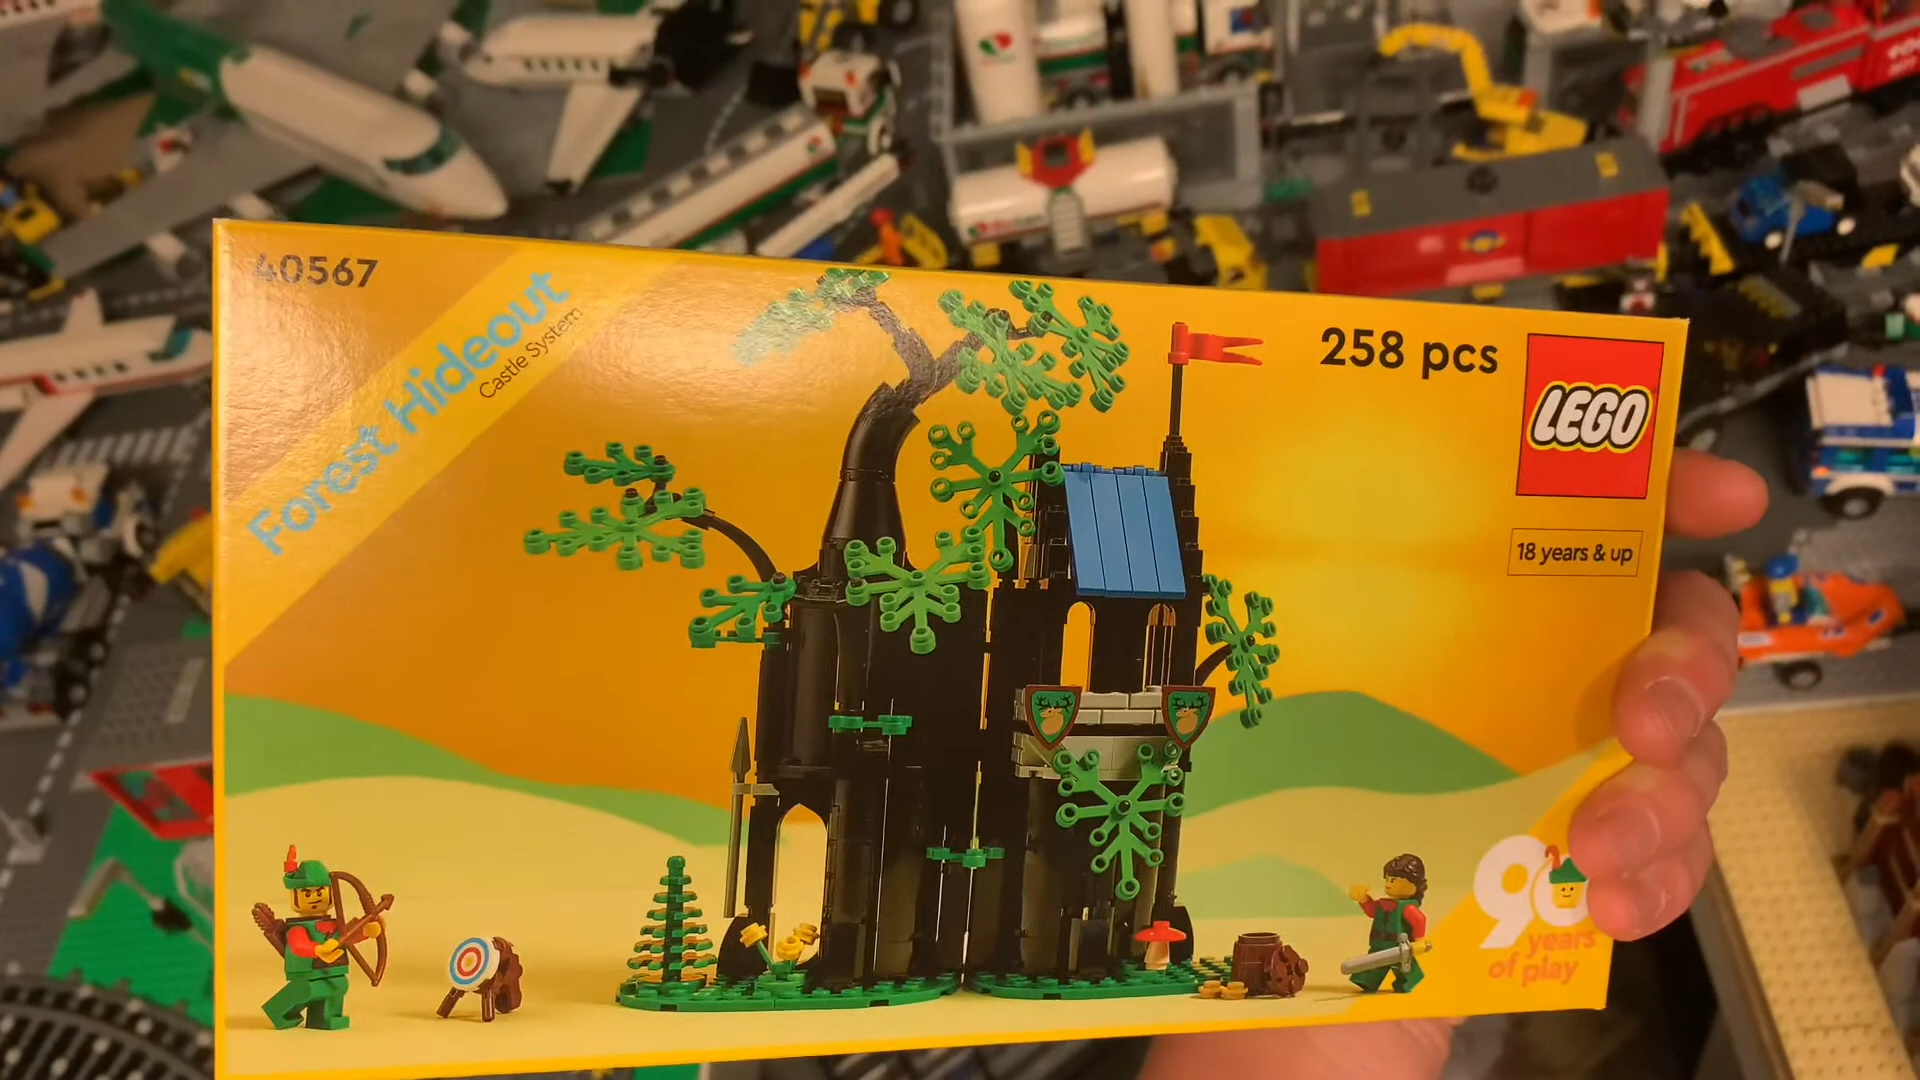 40567
Forest Hideout
Castle System
258 pcs
LEGO
18 years & up
90
years
of play